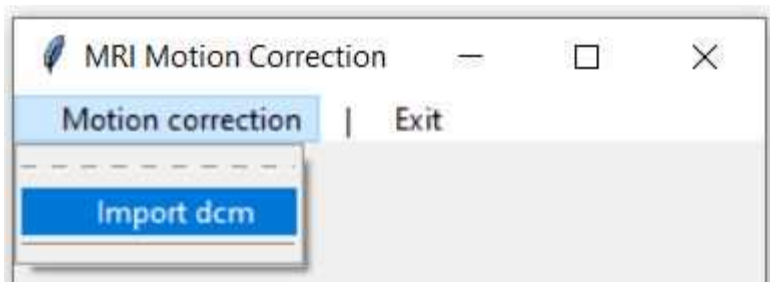 MRI Motion Correction
Motion correction | Exit
Import dcm